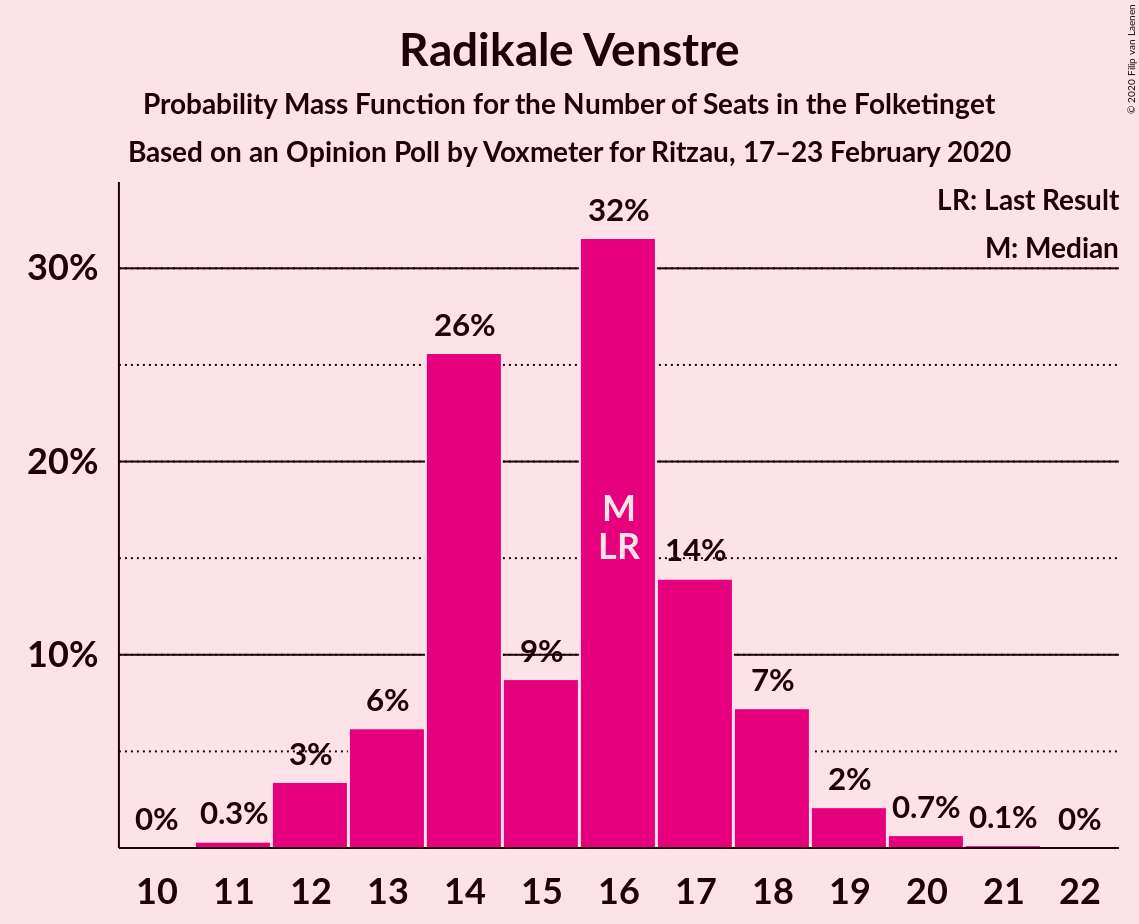 Radikale Venstre
Probability Mass Function for the Number of Seats in the Folketinget
Based on an Opinion Poll by Voxmeter for Ritzau, 17–23 February 2020
© 2020 Filip van Laenen
LR: Last Result
M: Median
30%
20%
10%
0%
0.3%
3%
6%
26%
9%
32%
M
LR
14%
7%
2%
0.7%
0.1%
0%
10 11 12 13 14 15 16 17 18 19 20 21 22